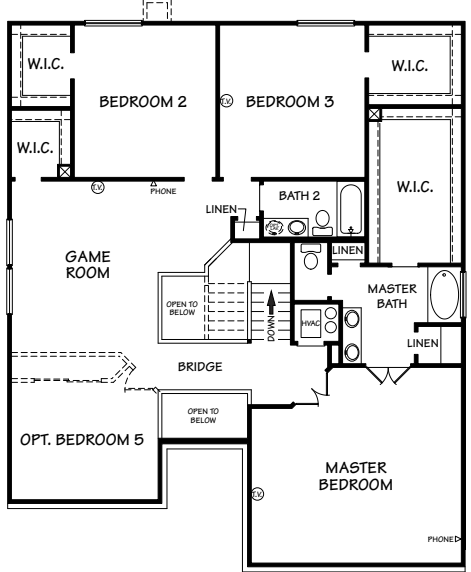 W.I.C.
BEDROOM 2
T.V.
BEDROOM 3
W.I.C.
W.I.C.
T.V.
PHONE
W.I.C.
LINEN
BATH 2
GAME
ROOM
LINEN
OPEN TO
BELOW
DOWN
MASTER
BATH
HVAC
LINEN
BRIDGE
OPEN TO
BELOW
OPT. BEDROOM 5
MASTER
BEDROOM
T.V.
PHONE